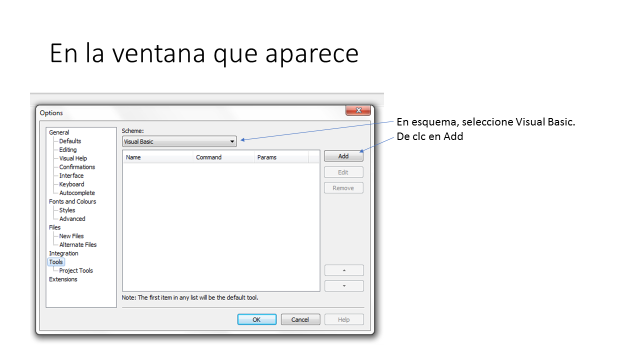 En la ventana que aparece
Options
General
Defaults
Editing
Visual Help
Confirmations
Interface
Keyboard
Autocomplete
Fonts and Colours
Styles
Advanced
Files
New Files
Alternate Files
Integration
Tools
Project Tools
Extensions
Scheme:
Visual Basic
Name Command Params
Add
Edit
Remove
Note: The first item in any list will be the default tool.
OK Cancel Help
En esquema, seleccione Visual Basic.
De clc en Add